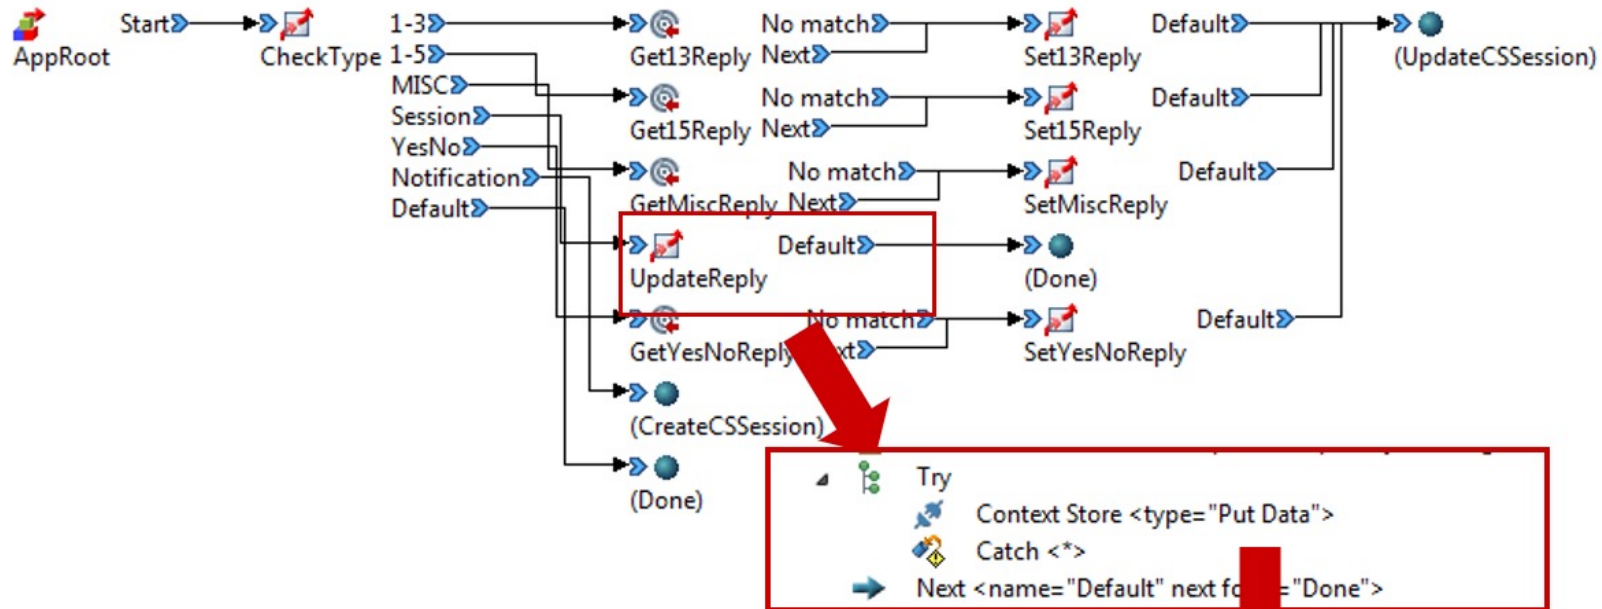 Start
1-3
No match
Default
AppRoot
CheckType
1-5
Get13Reply
Next
Set13Reply
(UpdateCSSession)
MISC
No match
Default
Session
Get15Reply
Next
Set15Reply
YesNo
Notification
No match
Default
Default
GetMiscReply
Next
SetMiscReply
Default
UpdateReply
(Done)
No match
Default
GetYesNoReply
SetYesNoReply
(CreateCSSession)
(Done)
Try
Context Store <type="Put Data">
Catch <*>
Next <name="Default" next ="Done">